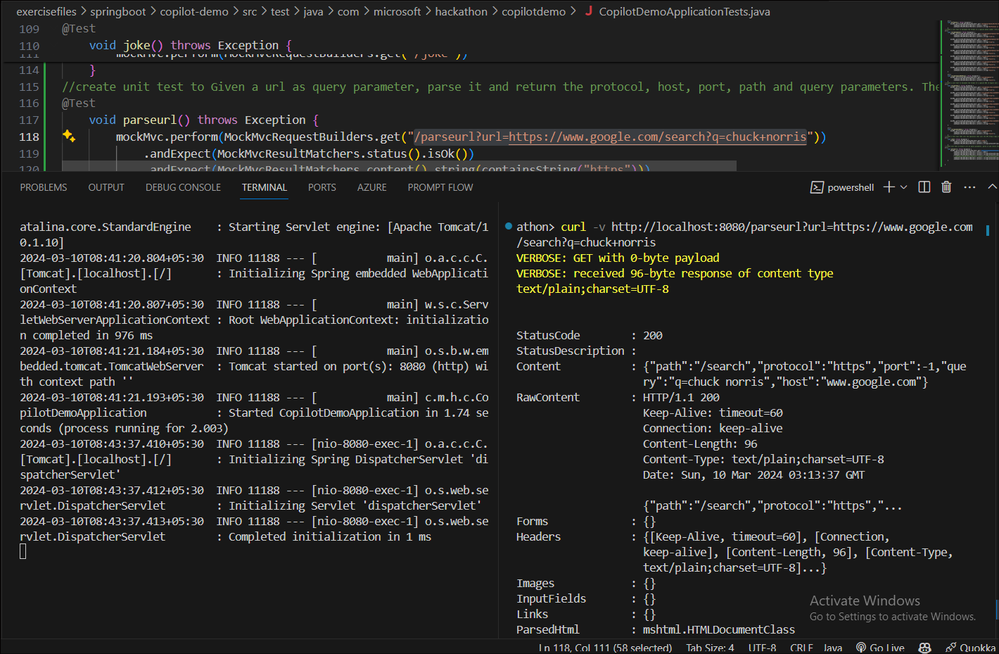 exercisefiles > springboot > copilot-demo > src > test > java > com > microsoft > hackathon > copilotdemo > J CopilotDemoApplicationTests.java
109 @Test
110 void joke() throws Exception {
111 mockMvc.perform(MockMvcRequestBuilders.get("/joke"))
114 }
115 //create unit test to Given a url as query parameter, parse it and return the protocol, host, port, path and query parameters. The
116 @Test
117 void parseurl() throws Exception {
118 mockMvc.perform(MockMvcRequestBuilders.get("/parseurl?url=https://www.google.com/search?q=chuck+norris"))
119 .andExpect(MockMvcResultMatchers.status().isOk())
120 .andExpect(MockMvcResultMatchers.content().string(containsString("https")))
PROBLEMS OUTPUT DEBUG CONSOLE TERMINAL PORTS AZURE PROMPT FLOW
powershell
atalina.core.StandardEngine : Starting Servlet engine: [Apache Tomcat/1
0.1.10]
2024-03-10T08:41:20.804+05:30 INFO 11188 --- [ main] o.a.c.c.C.
[Tomcat].[localhost].[/] : Initializing Spring embedded WebApplicati
onContext
2024-03-10T08:41:20.807+05:30 INFO 11188 --- [ main] w.s.c.Serv
letWebServerApplicationContext : Root WebApplicationContext: initializatio
n completed in 976 ms
2024-03-10T08:41:21.184+05:30 INFO 11188 --- [ main] o.s.b.w.em
bedded.tomcat.TomcatWebServer : Tomcat started on port(s): 8080 (http) wi
th context path ''
2024-03-10T08:41:21.193+05:30 INFO 11188 --- [ main] c.m.h.c.Co
pilotDemoApplication : Started CopilotDemoApplication in 1.74 se
conds (process running for 2.003)
2024-03-10T08:43:37.410+05:30 INFO 11188 --- [nio-8080-exec-1] o.a.c.c.C.
[Tomcat].[localhost].[/] : Initializing Spring DispatcherServlet 'di
spatcherServlet'
2024-03-10T08:43:37.412+05:30 INFO 11188 --- [nio-8080-exec-1] o.s.web.se
rvlet.DispatcherServlet : Initializing Servlet 'dispatcherServlet'
2024-03-10T08:43:37.413+05:30 INFO 11188 --- [nio-8080-exec-1] o.s.web.se
rvlet.DispatcherServlet : Completed initialization in 1 ms
athon> curl -v http://localhost:8080/parseurl?url=https://www.google.com
/search?q=chuck+norris
VERBOSE: GET with 0-byte payload
VERBOSE: received 96-byte response of content type
text/plain;charset=UTF-8
StatusCode : 200
StatusDescription :
Content : {"path":"/search","protocol":"https","port":-1,"que
ry":"q=chuck norris","host":"www.google.com"}
RawContent : HTTP/1.1 200
Keep-Alive: timeout=60
Connection: keep-alive
Content-Length: 96
Content-Type: text/plain;charset=UTF-8
Date: Sun, 10 Mar 2024 03:13:37 GMT
{"path":"/search","protocol":"https","...
Forms : {}
Headers : {[Keep-Alive, timeout=60], [Connection,
keep-alive], [Content-Length, 96], [Content-Type,
text/plain;charset=UTF-8]...}
Images : {}
InputFields : {}
Links : {}
ParsedHtml : mshtml.HTMLDocumentClass
Activate Windows
Go to Settings to activate Windows.
Ln 118, Col 111 (58 selected) Tab Size: 4 UTF-8 CRLF Java Go Live Quokka